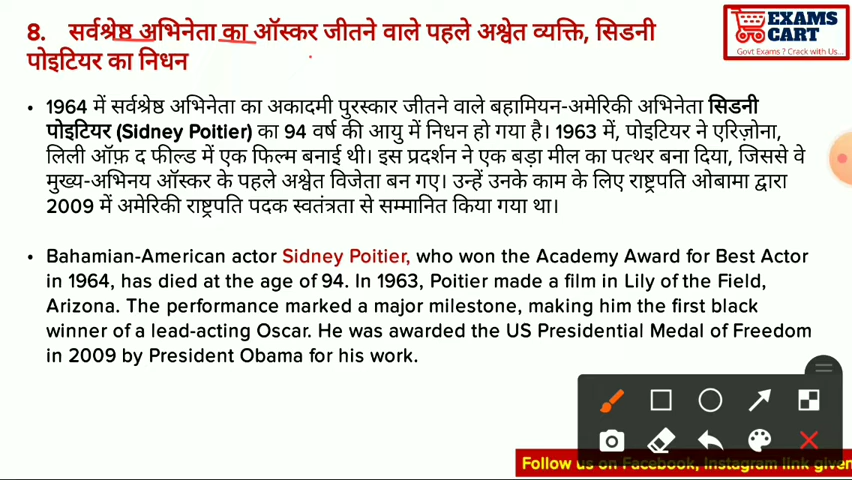 8. सर्वश्रेष्ठ अभिनेता का ऑस्कर जीतने वाले पहले अश्वेत व्यक्ति, सिडनी
पोइटियर का निधन
EXAMS
CART
Govt Exams ? Crack with Us...
• 1964 में सर्वश्रेष्ठ अभिनेता का अकादमी पुरस्कार जीतने वाले बहामियन-अमेरिकी अभिनेता सिडनी
पोइटियर (Sidney Poitier) का 94 वर्ष की आयु में निधन हो गया है। 1963 में, पोइटियर ने एरिज़ोना,
लिली ऑफ़ द फील्ड में एक फिल्म बनाई थी। इस प्रदर्शन ने एक बड़ा मील का पत्थर बना दिया, जिससे वे
मुख्य-अभिनय ऑस्कर के पहले अश्वेत विजेता बन गए। उन्हें उनके काम के लिए राष्ट्रपति ओबामा द्वारा
2009 में अमेरिकी राष्ट्रपति पदक स्वतंत्रता से सम्मानित किया गया था।
• Bahamian-American actor Sidney Poitier, who won the Academy Award for Best Actor
in 1964, has died at the age of 94. In 1963, Poitier made a film in Lily of the Field,
Arizona. The performance marked a major milestone, making him the first black
winner of a lead-acting Oscar. He was awarded the US Presidential Medal of Freedom
in 2009 by President Obama for his work.
Follow us on Facebook, Instagram link given